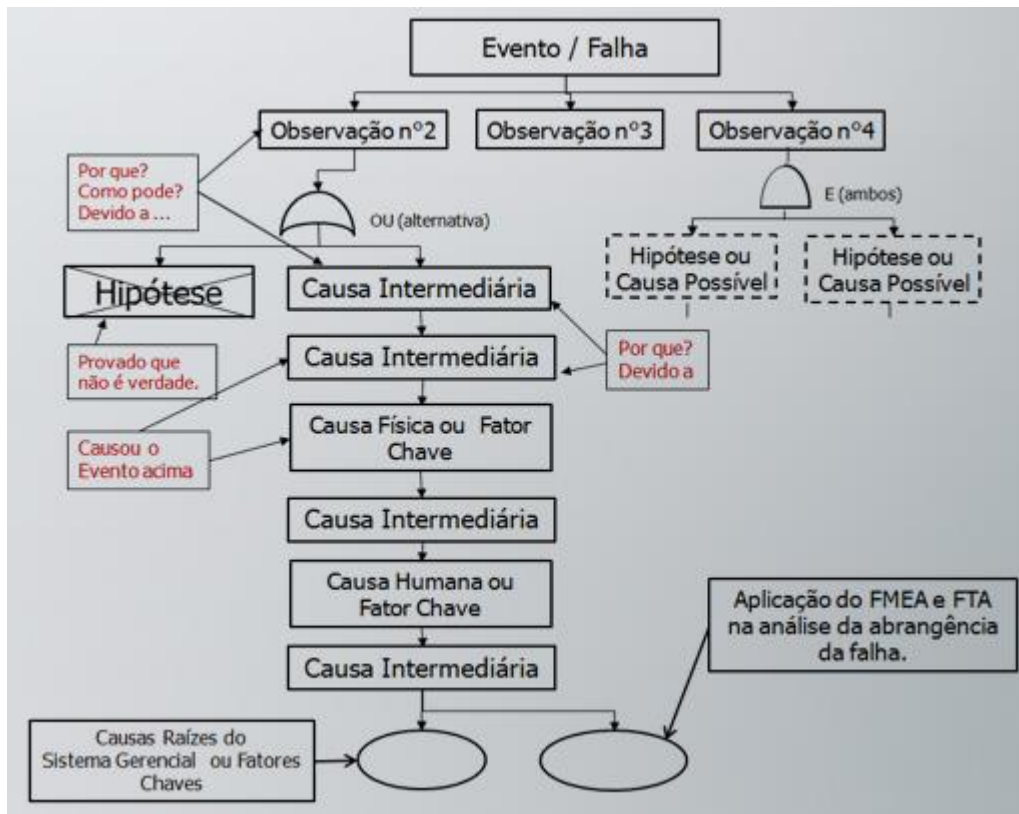 Evento / Falha
Observação nº2
Observação nº3
Observação nº4
Por que?
Como pode?
Devido a ...
OU (alternativa)
E (ambos)
Hipótese
Causa Intermediária
Hipótese ou
Causa Possível
Hipótese ou
Causa Possível
Provado que
não é verdade.
Causa Intermediária
Por que?
Devido a
Causou o
Evento acima
Causa Física ou Fator
Chave
Causa Intermediária
Causa Humana ou
Fator Chave
Aplicação do FMEA e FTA
na análise da abrangência
da falha.
Causa Intermediária
Causas Raízes do
Sistema Gerencial ou Fatores
Chaves